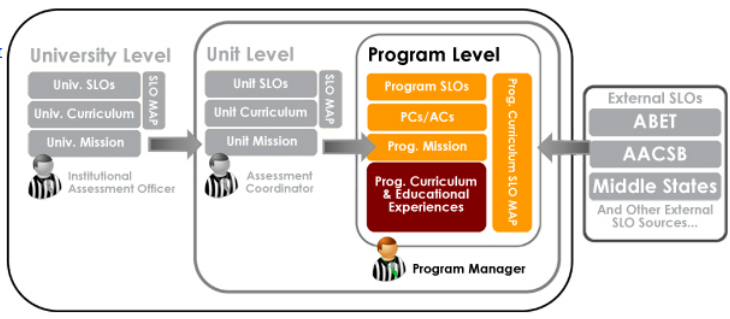 University Level
Univ. SLOs
Univ. Curriculum
Univ. Mission
SLO MAP
Institutional
Assessment Officer
Unit Level
Unit SLOs
Unit Curriculum
Unit Mission
SLO MAP
Assessment
Coordinator
Program Level
Program SLOs
PCs/ACs
Prog. Mission
Prog. Curriculum
& Educational
Experiences
Prog. Curriculum SLO MAP
Program Manager
External SLOs
ABET
AACSB
Middle States
And Other External
SLO Sources...